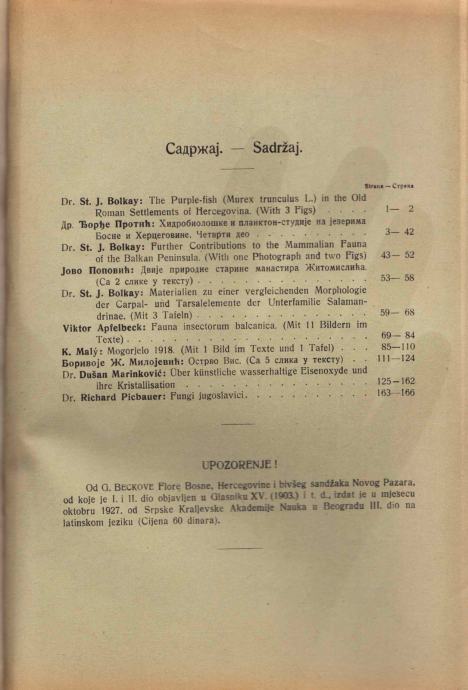 Садржај. — Sadržaj.
Strana — Страна
Dr. St. J. Bolkay: The Purple-fish (Murex trunculus L.) in the Old
Roman Settlements of Hercegovina. (With 3 Figs) . . . . 1— 2
Др. Ђорђе Протић: Хидробиолошке и планктон-студије на језерима
Босне и Херцеговине. Четврти део . . . . . . . . . 3— 42
Dr. St. J. Bolkay: Further Contributions to the Mammalian Fauna
of the Balkan Peninsula. (With one Photograph and two Figs) 43— 52
Јово Поповић: Двије природне старине манастира Житомислића.
(Са 2 слике у тексту) . . . . . . . . . . . . . . 53— 58
Dr. St. J. Bolkay: Materialien zu einer vergleichenden Morphologie
der Carpal- und Tarsalelemente der Unterfamilie Salaman-
drinae. (Mit 3 Tafeln) . . . . . . . . . . . . . . 59— 68
Viktor Apfelbeck: Fauna insectorum balcanica. (Mit 11 Bildern im
Texte) . . . . . . . . . . . . . . . . . . . . 69— 84
K. Malý: Mogorjelo 1918. (Mit 1 Bild im Texte und 1 Tafel) . . . 85—110
Боривоје Ж. Милојевић: Острво Вис. (Са 5 слика у тексту) . . . 111—124
Dr. Dušan Marinković: Über künstliche wasserhaltige Eisenoxyde und
ihre Kristallisation . . . . . . . . . . . . . . . 125—162
Dr. Richard Picbauer: Fungi jugoslavici. . . . . . . . . . . . 163—166
UPOZORENJE!
Od G. BECKOVE Flore Bosne, Hercegovine i bivšeg sandžaka Novog Pazara,
od koje je I. i II. dio objavljen u Glasniku XV. (1903.) i t. d., izdat je u mjesecu
oktobru 1927. od Srpske Kraljevske Akademije Nauka u Beogradu III. dio na
latinskom jeziku (Cijena 60 dinara).